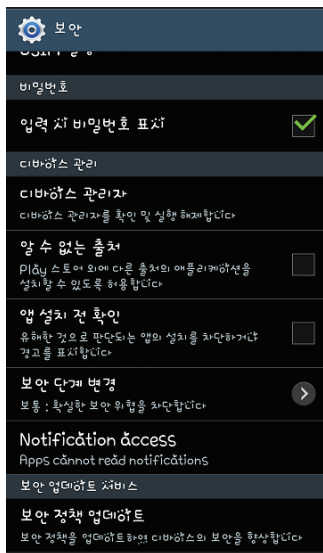 보안
비밀번호
입력 시 비밀번호 표시
디바이스 관리
디바이스 관리자
디바이스 관리자를 확인 및 실행 해제합니다
알 수 없는 출처
Play 스토어 외에 다른 출처의 애플리케이션을
설치할 수 있도록 허용합니다
앱 설치 전 확인
유해한 것으로 판단되는 앱의 설치를 차단하거나
경고를 표시합니다
보안 단계 변경
보통 : 확실한 보안 위협을 차단합니다
Notification access
Apps cannot read notifications
보안 업데이트 서비스
보안 정책 업데이트
보안 정책을 업데이트하여 디바이스의 보안을 향상합니다